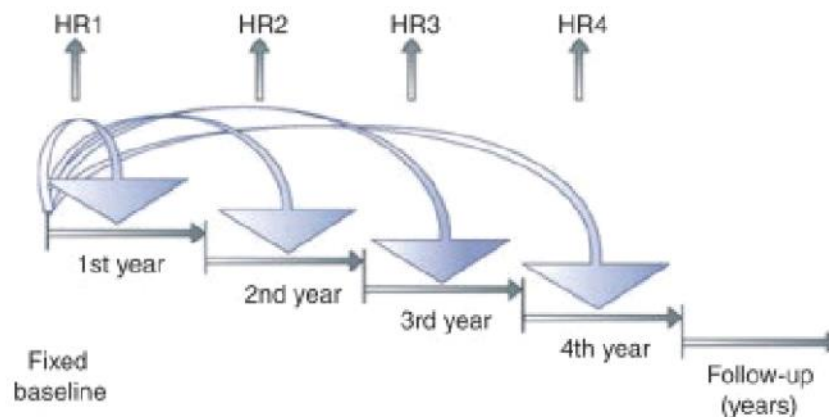 HR1
HR2
HR3
HR4
1st year
2nd year
3rd year
4th year
Fixed
baseline
Follow-up
(years)